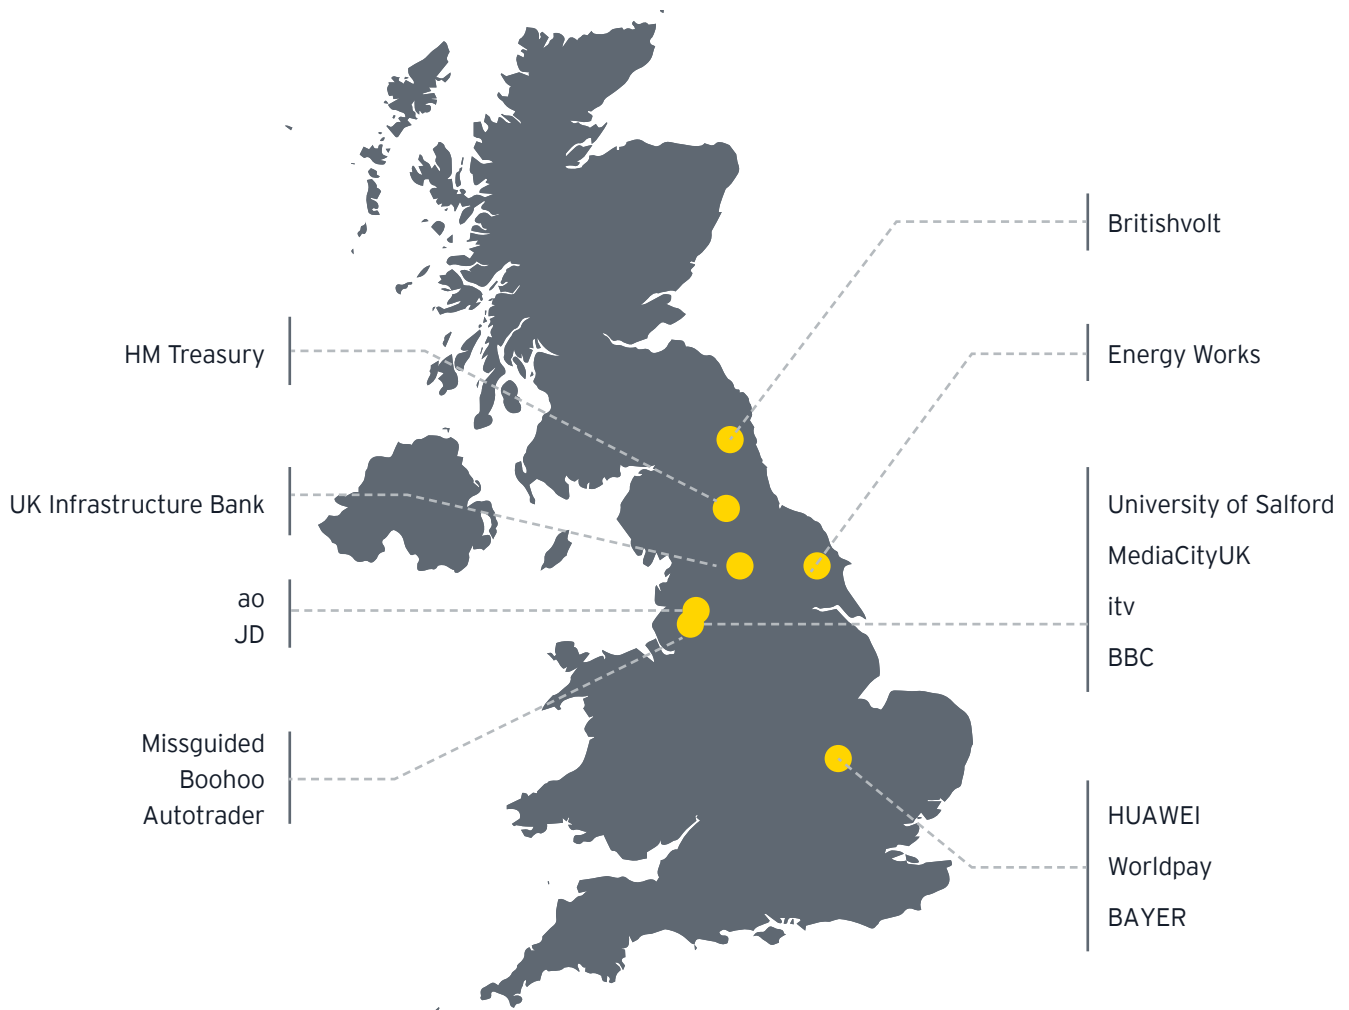 HM Treasury
UK Infrastructure Bank
ao
JD
Missguided
Boohoo
Autotrader
Britishvolt
Energy Works
University of Salford
MediaCityUK
itv
BBC
HUAWEI
Worldpay
BAYER